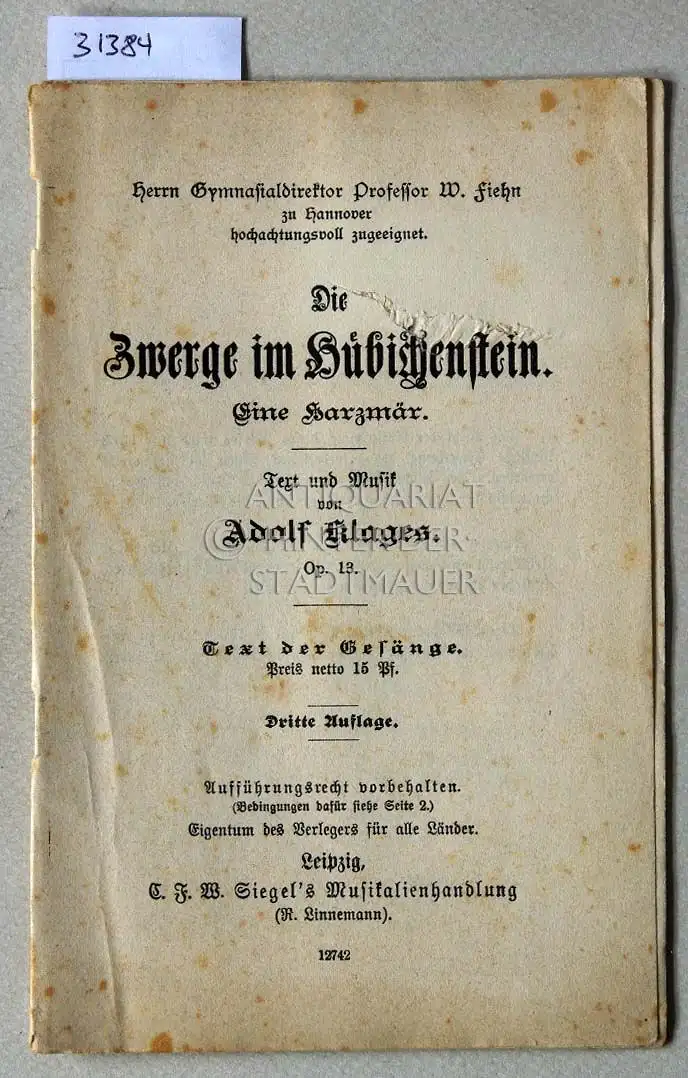 31384
Herrn Gymnasialdirektor Professor W. Fiehn
zu Hannover
hochachtungsvoll zugeeignet.
Die
Zwerge im Hübichenstein.
Eine Harzmär.
Text und Musik
von
Adolf Klages.
Op. 13.
ANTIQUARIAT
© HINTER DER
STADTMAUER
Text der Gesänge.
Preis netto 15 Pf.
Dritte Auflage.
Aufführungsrecht vorbehalten.
(Bedingungen dafür siehe Seite 2.)
Eigentum des Verlegers für alle Länder.
Leipzig,
C. F. W. Siegel's Musikalienhandlung
(R. Linnemann).
12742